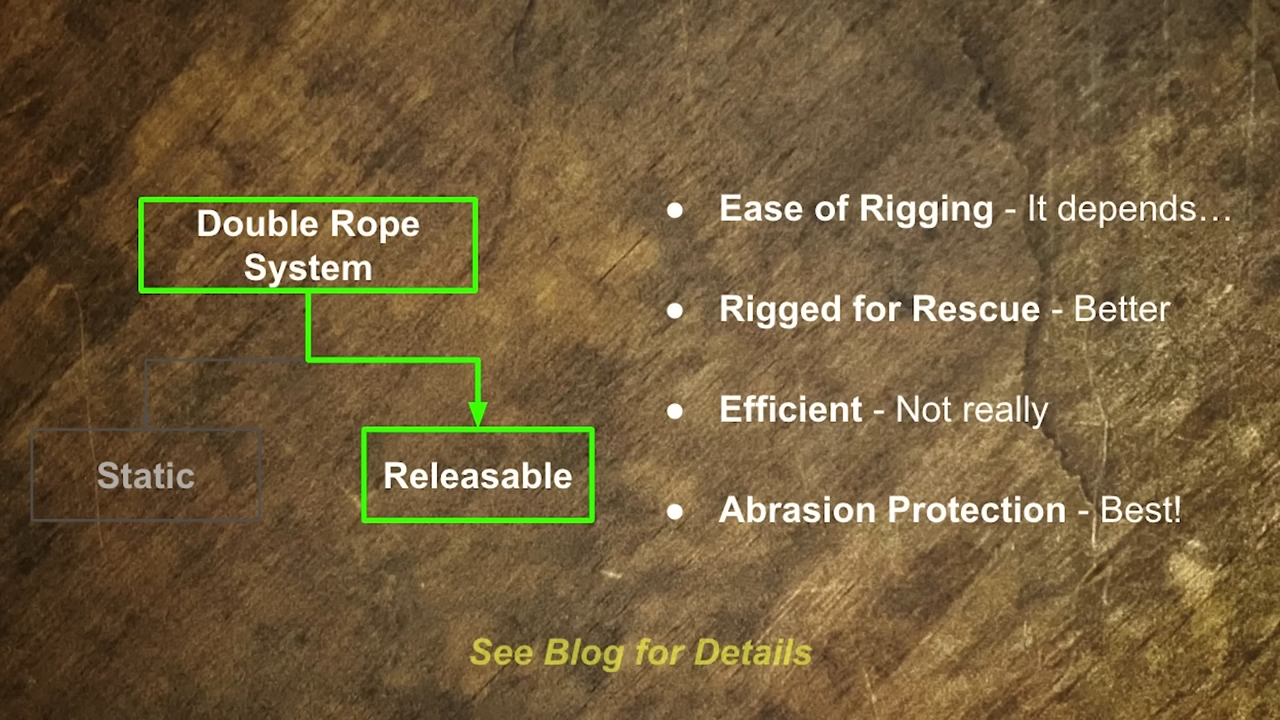 Double Rope
System
Static
Releasable
● Ease of Rigging - It depends…
● Rigged for Rescue - Better
● Efficient - Not really
● Abrasion Protection - Best!
See Blog for Details